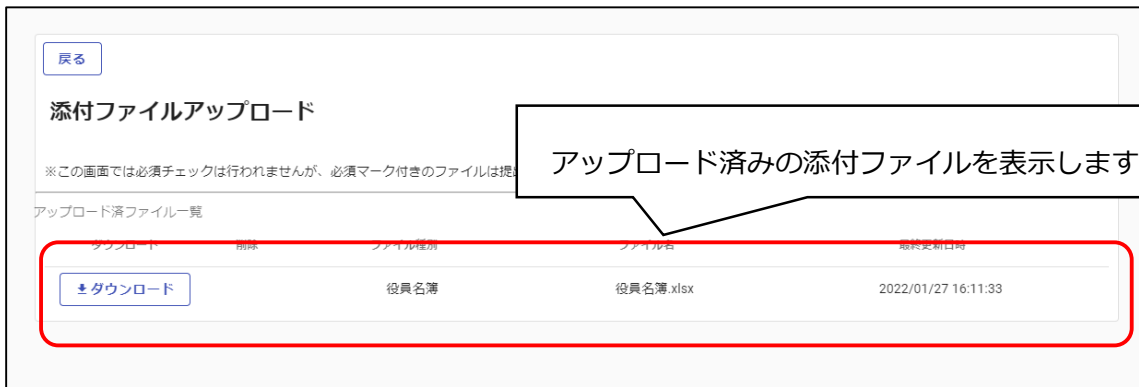 戻る
添付ファイルアップロード
アップロード済みの添付ファイルを表示します
※この画面では必須チェックは行われませんが、必須マーク付きのファイルは提
アップロード済ファイル一覧
ダウンロード 削除 ファイル種別 ファイル名 最終更新日時
ダウンロード 役員名簿 役員名簿.xlsx 2022/01/27 16:11:33